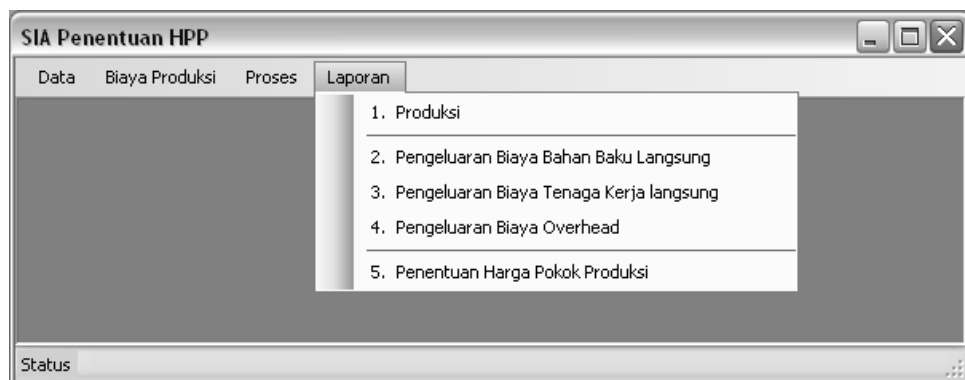 SIA Penentuan HPP
Data Biaya Produksi Proses Laporan
1. Produksi
2. Pengeluaran Biaya Bahan Baku Langsung
3. Pengeluaran Biaya Tenaga Kerja langsung
4. Pengeluaran Biaya Overhead
5. Penentuan Harga Pokok Produksi
Status